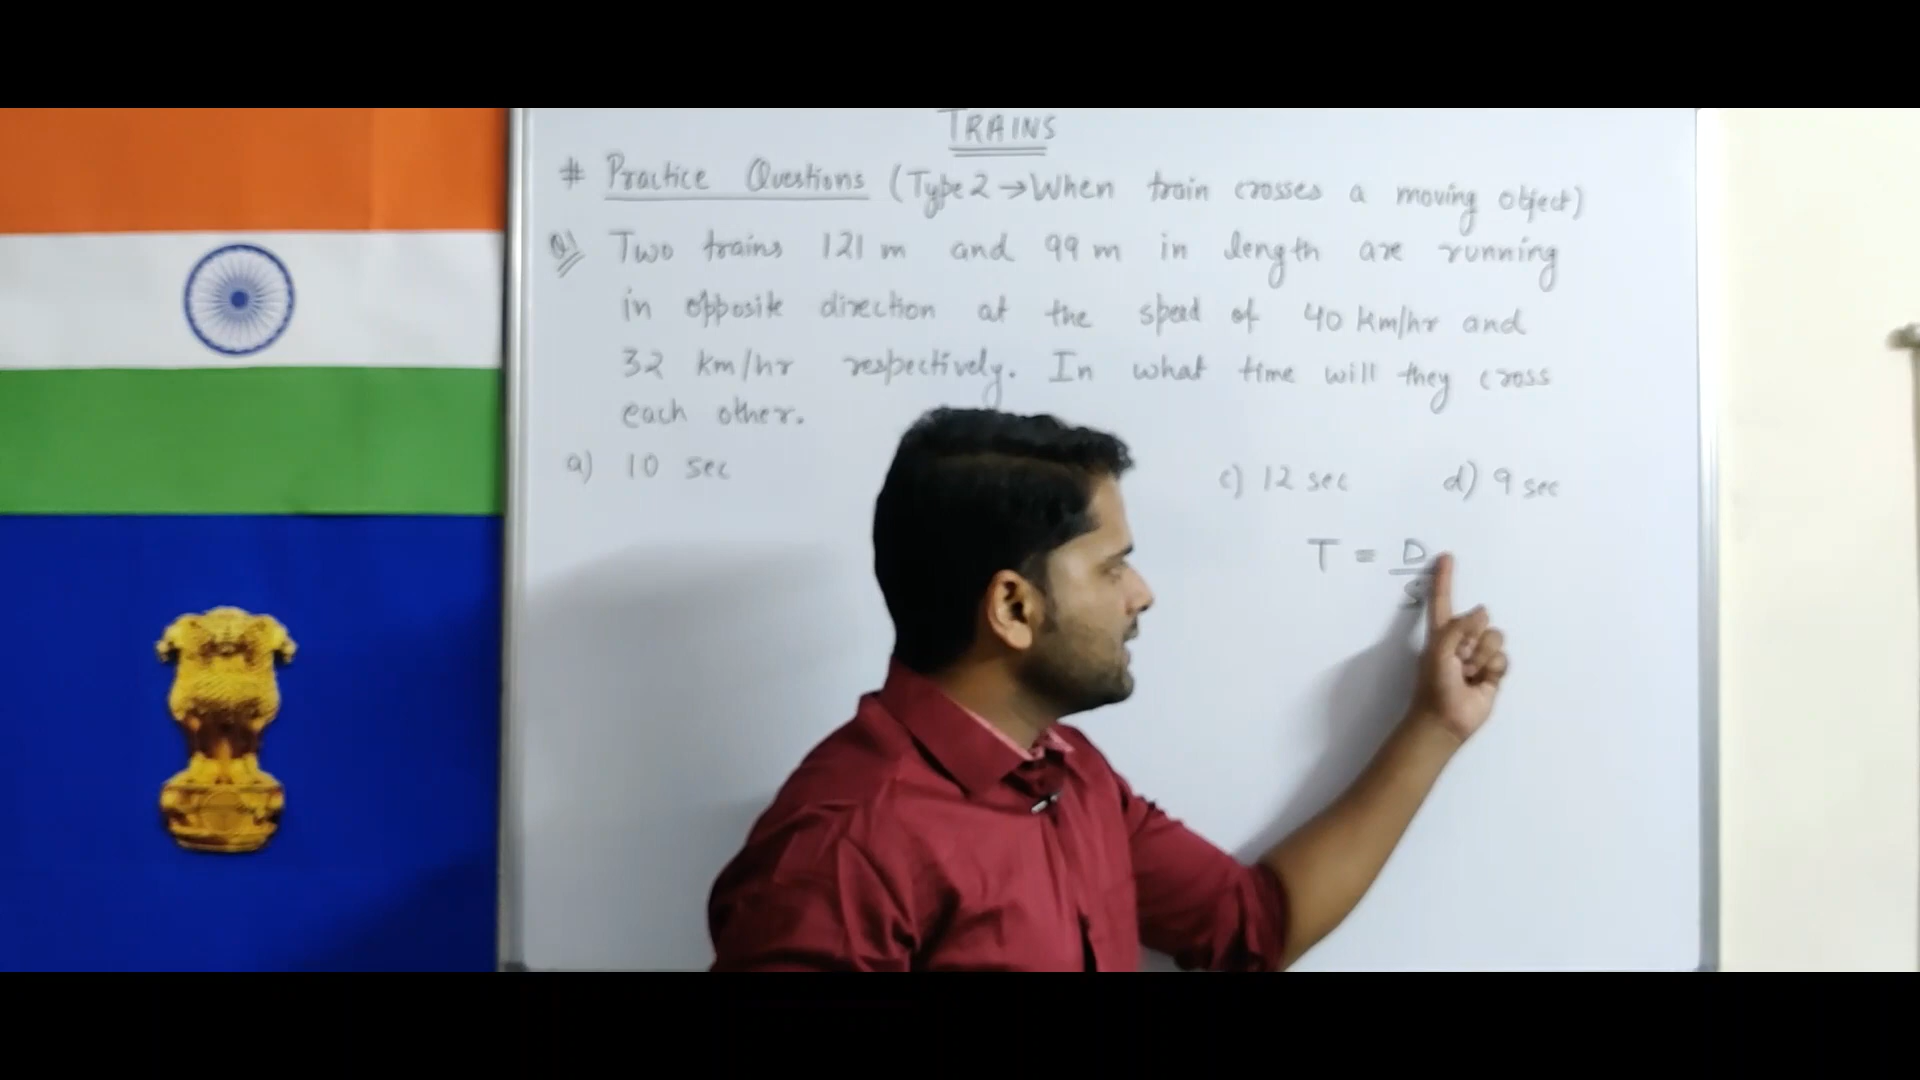 TRAINS
# Practice Questions (Type 2 → When train crosses a moving object)
Q1 Two trains 121 m and 99 m in length are running
in opposite direction at the speed of 40 km/hr and
32 km/hr respectively. In what time will they cross
each other.
a) 10 sec c) 12 sec d) 9 sec
T = D/S